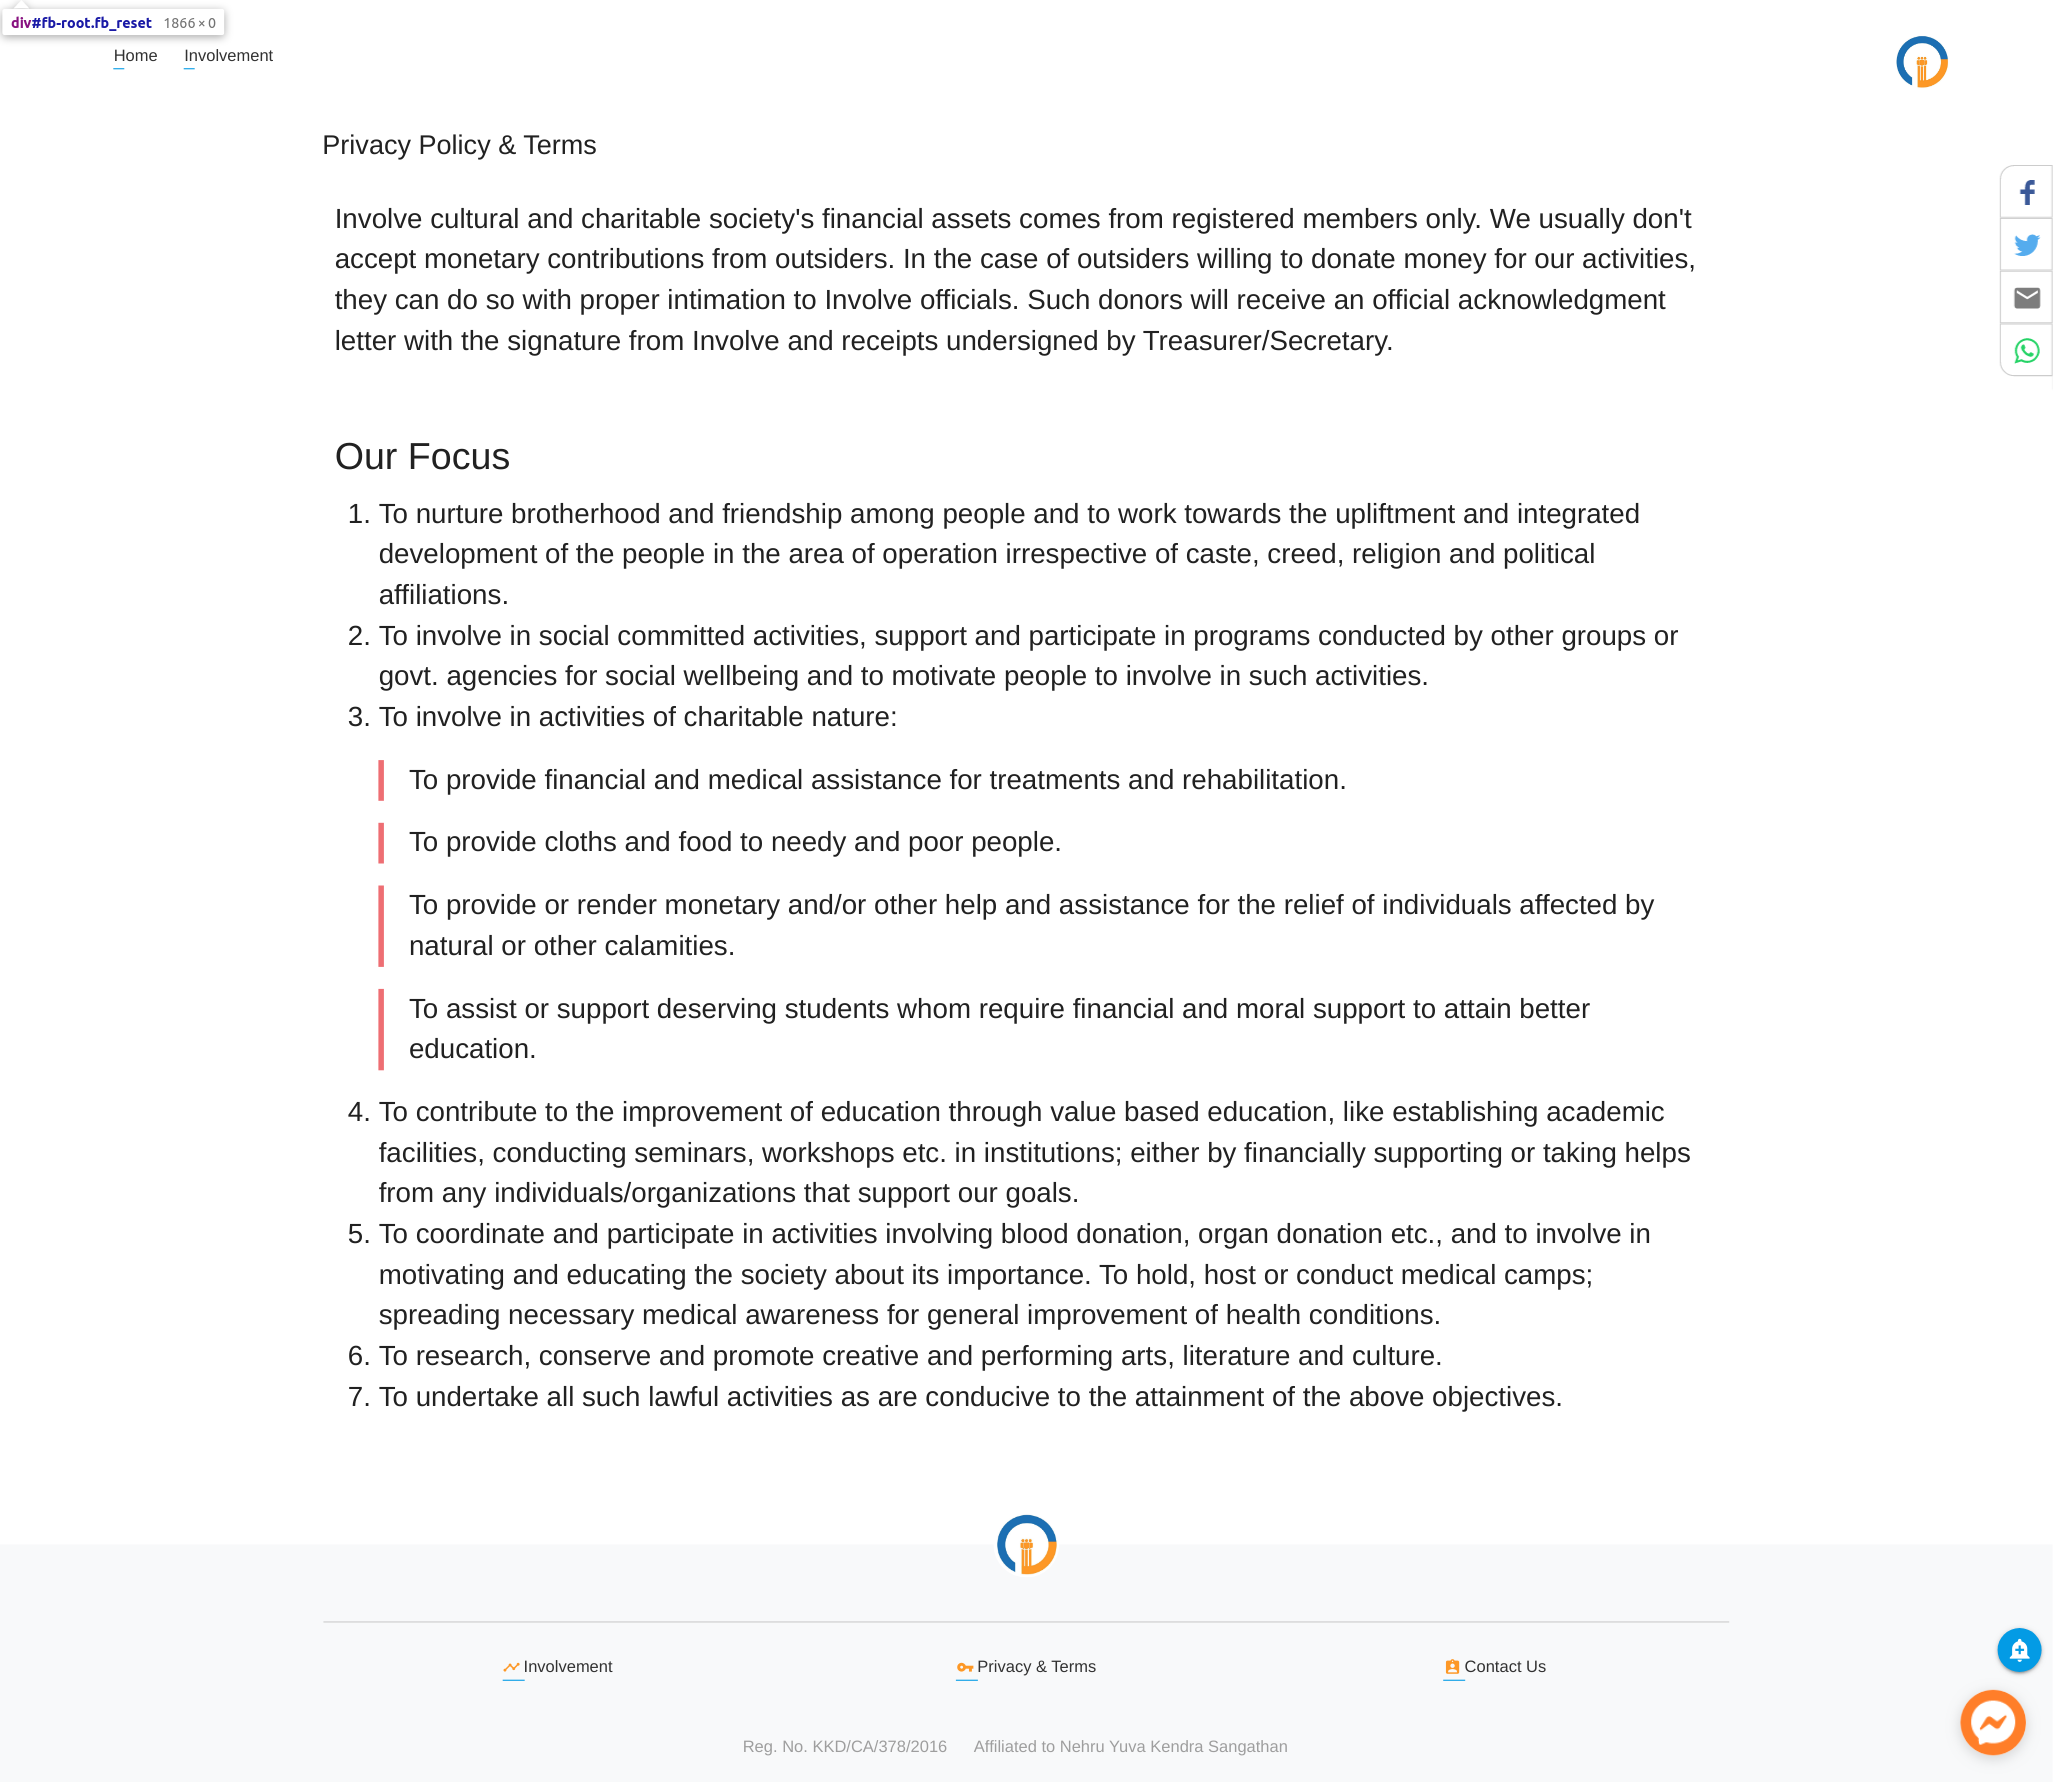 div#fb-root.fb_reset 1866 × 0
Home Involvement
Privacy Policy & Terms
Involve cultural and charitable society's financial assets comes from registered members only. We usually don't
accept monetary contributions from outsiders. In the case of outsiders willing to donate money for our activities,
they can do so with proper intimation to Involve officials. Such donors will receive an official acknowledgment
letter with the signature from Involve and receipts undersigned by Treasurer/Secretary.
Our Focus
1. To nurture brotherhood and friendship among people and to work towards the upliftment and integrated
development of the people in the area of operation irrespective of caste, creed, religion and political
affiliations.
2. To involve in social committed activities, support and participate in programs conducted by other groups or
govt. agencies for social wellbeing and to motivate people to involve in such activities.
3. To involve in activities of charitable nature:
To provide financial and medical assistance for treatments and rehabilitation.
To provide cloths and food to needy and poor people.
To provide or render monetary and/or other help and assistance for the relief of individuals affected by
natural or other calamities.
To assist or support deserving students whom require financial and moral support to attain better
education.
4. To contribute to the improvement of education through value based education, like establishing academic
facilities, conducting seminars, workshops etc. in institutions; either by financially supporting or taking helps
from any individuals/organizations that support our goals.
5. To coordinate and participate in activities involving blood donation, organ donation etc., and to involve in
motivating and educating the society about its importance. To hold, host or conduct medical camps;
spreading necessary medical awareness for general improvement of health conditions.
6. To research, conserve and promote creative and performing arts, literature and culture.
7. To undertake all such lawful activities as are conducive to the attainment of the above objectives.
Involvement Privacy & Terms Contact Us
Reg. No. KKD/CA/378/2016 Affiliated to Nehru Yuva Kendra Sangathan